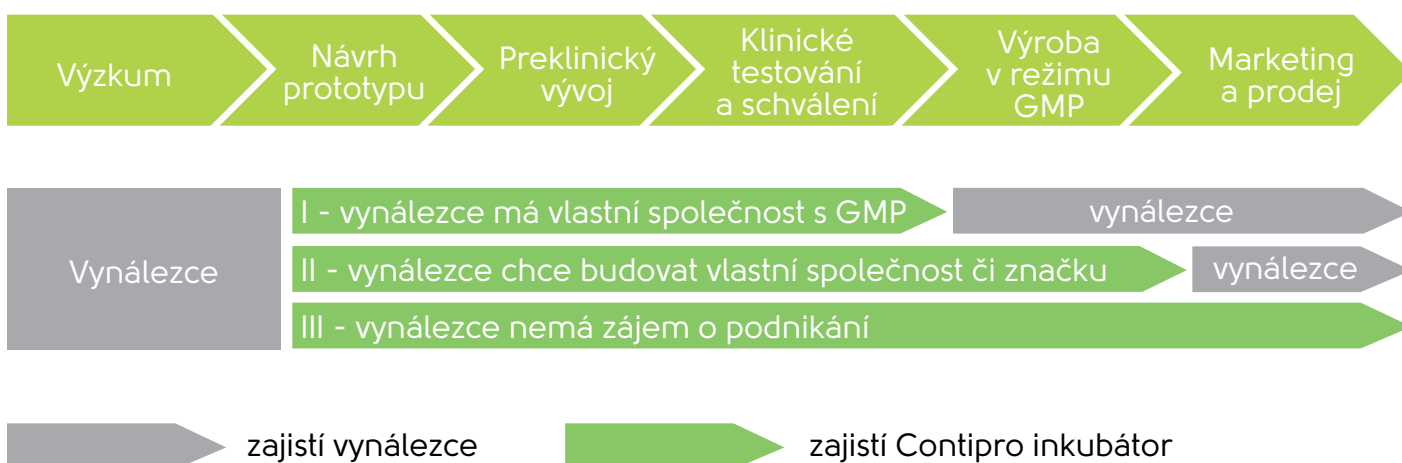 Výzkum
Návrh
prototypu
Preklinický
vývoj
Klinické
testování
a schválení
Výroba
v režimu
GMP
Marketing
a prodej
Vynálezce
I - vynálezce má vlastní společnost s GMP
vynálezce
II - vynálezce chce budovat vlastní společnost či značku
vynálezce
III - vynálezce nemá zájem o podnikání
zajistí vynálezce
zajistí Contipro inkubátor